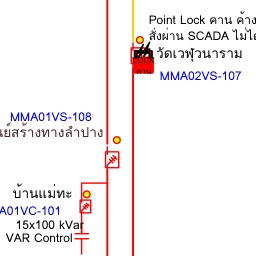 Point Lock คาน ค้าง
สั่งผ่าน SCADA ไม่ได้
วัดเวฬุวนาราม
MMA02VS-107
MMA01VS-108
นย์สร้างทางลำปาง
บ้านแม่ทะ
A01VC-101
15x100 kVar
VAR Control